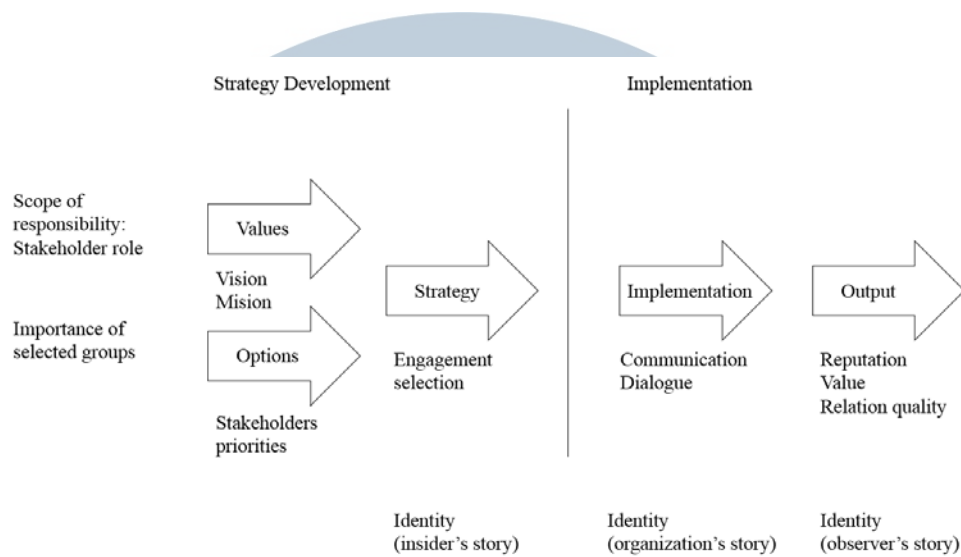 Strategy Development
Implementation
Scope of
responsibility:
Stakeholder role
Values
Vision
Mision
Strategy
Implementation
Output
Importance of
selected groups
Options
Engagement
selection
Communication
Dialogue
Reputation
Value
Relation quality
Stakeholders
priorities
Identity
(insider’s story)
Identity
(organization’s story)
Identity
(observer’s story)